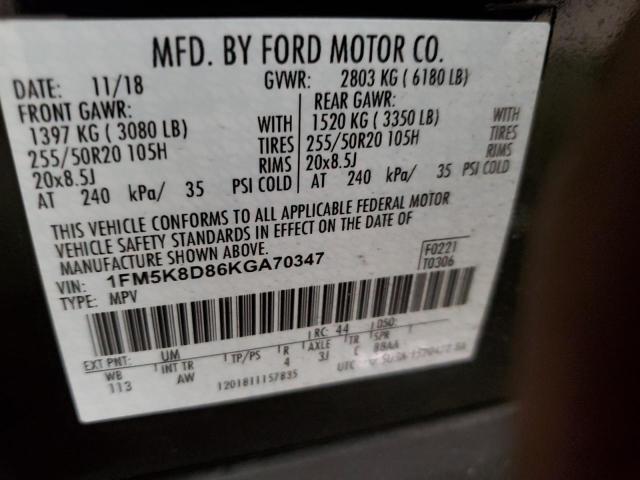 MFD. BY FORD MOTOR CO.
DATE: 11/18 GVWR: 2803 KG ( 6180 LB)
FRONT GAWR: REAR GAWR:
1397 KG ( 3080 LB) WITH 1520 KG ( 3350 LB) WITH
255/50R20 105H TIRES 255/50R20 105H TIRES
20x8.5J RIMS 20x8.5J RIMS
AT 240 kPa/ 35 PSI COLD AT 240 kPa/ 35 PSI COLD
THIS VEHICLE CONFORMS TO ALL APPLICABLE FEDERAL MOTOR
VEHICLE SAFETY STANDARDS IN EFFECT ON THE DATE OF
MANUFACTURE SHOWN ABOVE.
VIN: 1FM5K8D86KGA70347 F0221
TYPE: MPV T0306
RC: 44 DSO:
EXT PNT: UM
WB INT TR TP/PS R AXLE TR SPR
113 AW 4 3J C 88AA
1201811157835 UTC